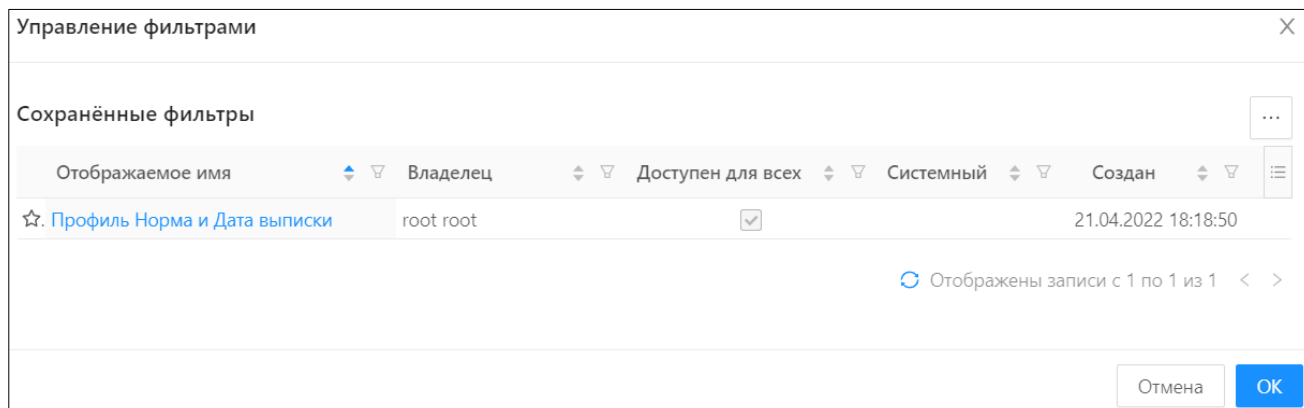 Управление фильтрами
Сохранённые фильтры
...
Отображаемое имя Владелец Доступен для всех Системный Создан
Профиль Норма и Дата выписки root root 21.04.2022 18:18:50
Отображены записи с 1 по 1 из 1 < >
Отмена OK